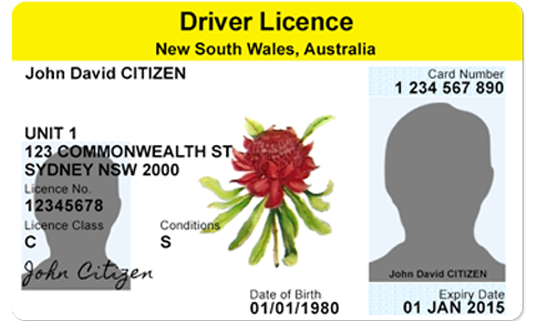 Driver Licence
New South Wales, Australia
John David CITIZEN
Card Number
1 234 567 890
UNIT 1
123 COMMONWEALTH ST
SYDNEY NSW 2000
Licence No.
12345678
Licence Class
Conditions
C
S
John Citizen
John David CITIZEN
Date of Birth
Expiry Date
01/01/1980
01 JAN 2015